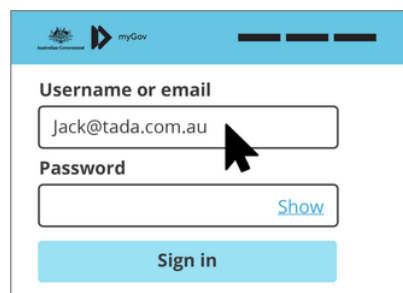 Australian Government
myGov
Username or email
Jack@tada.com.au
Password
Show
Sign in